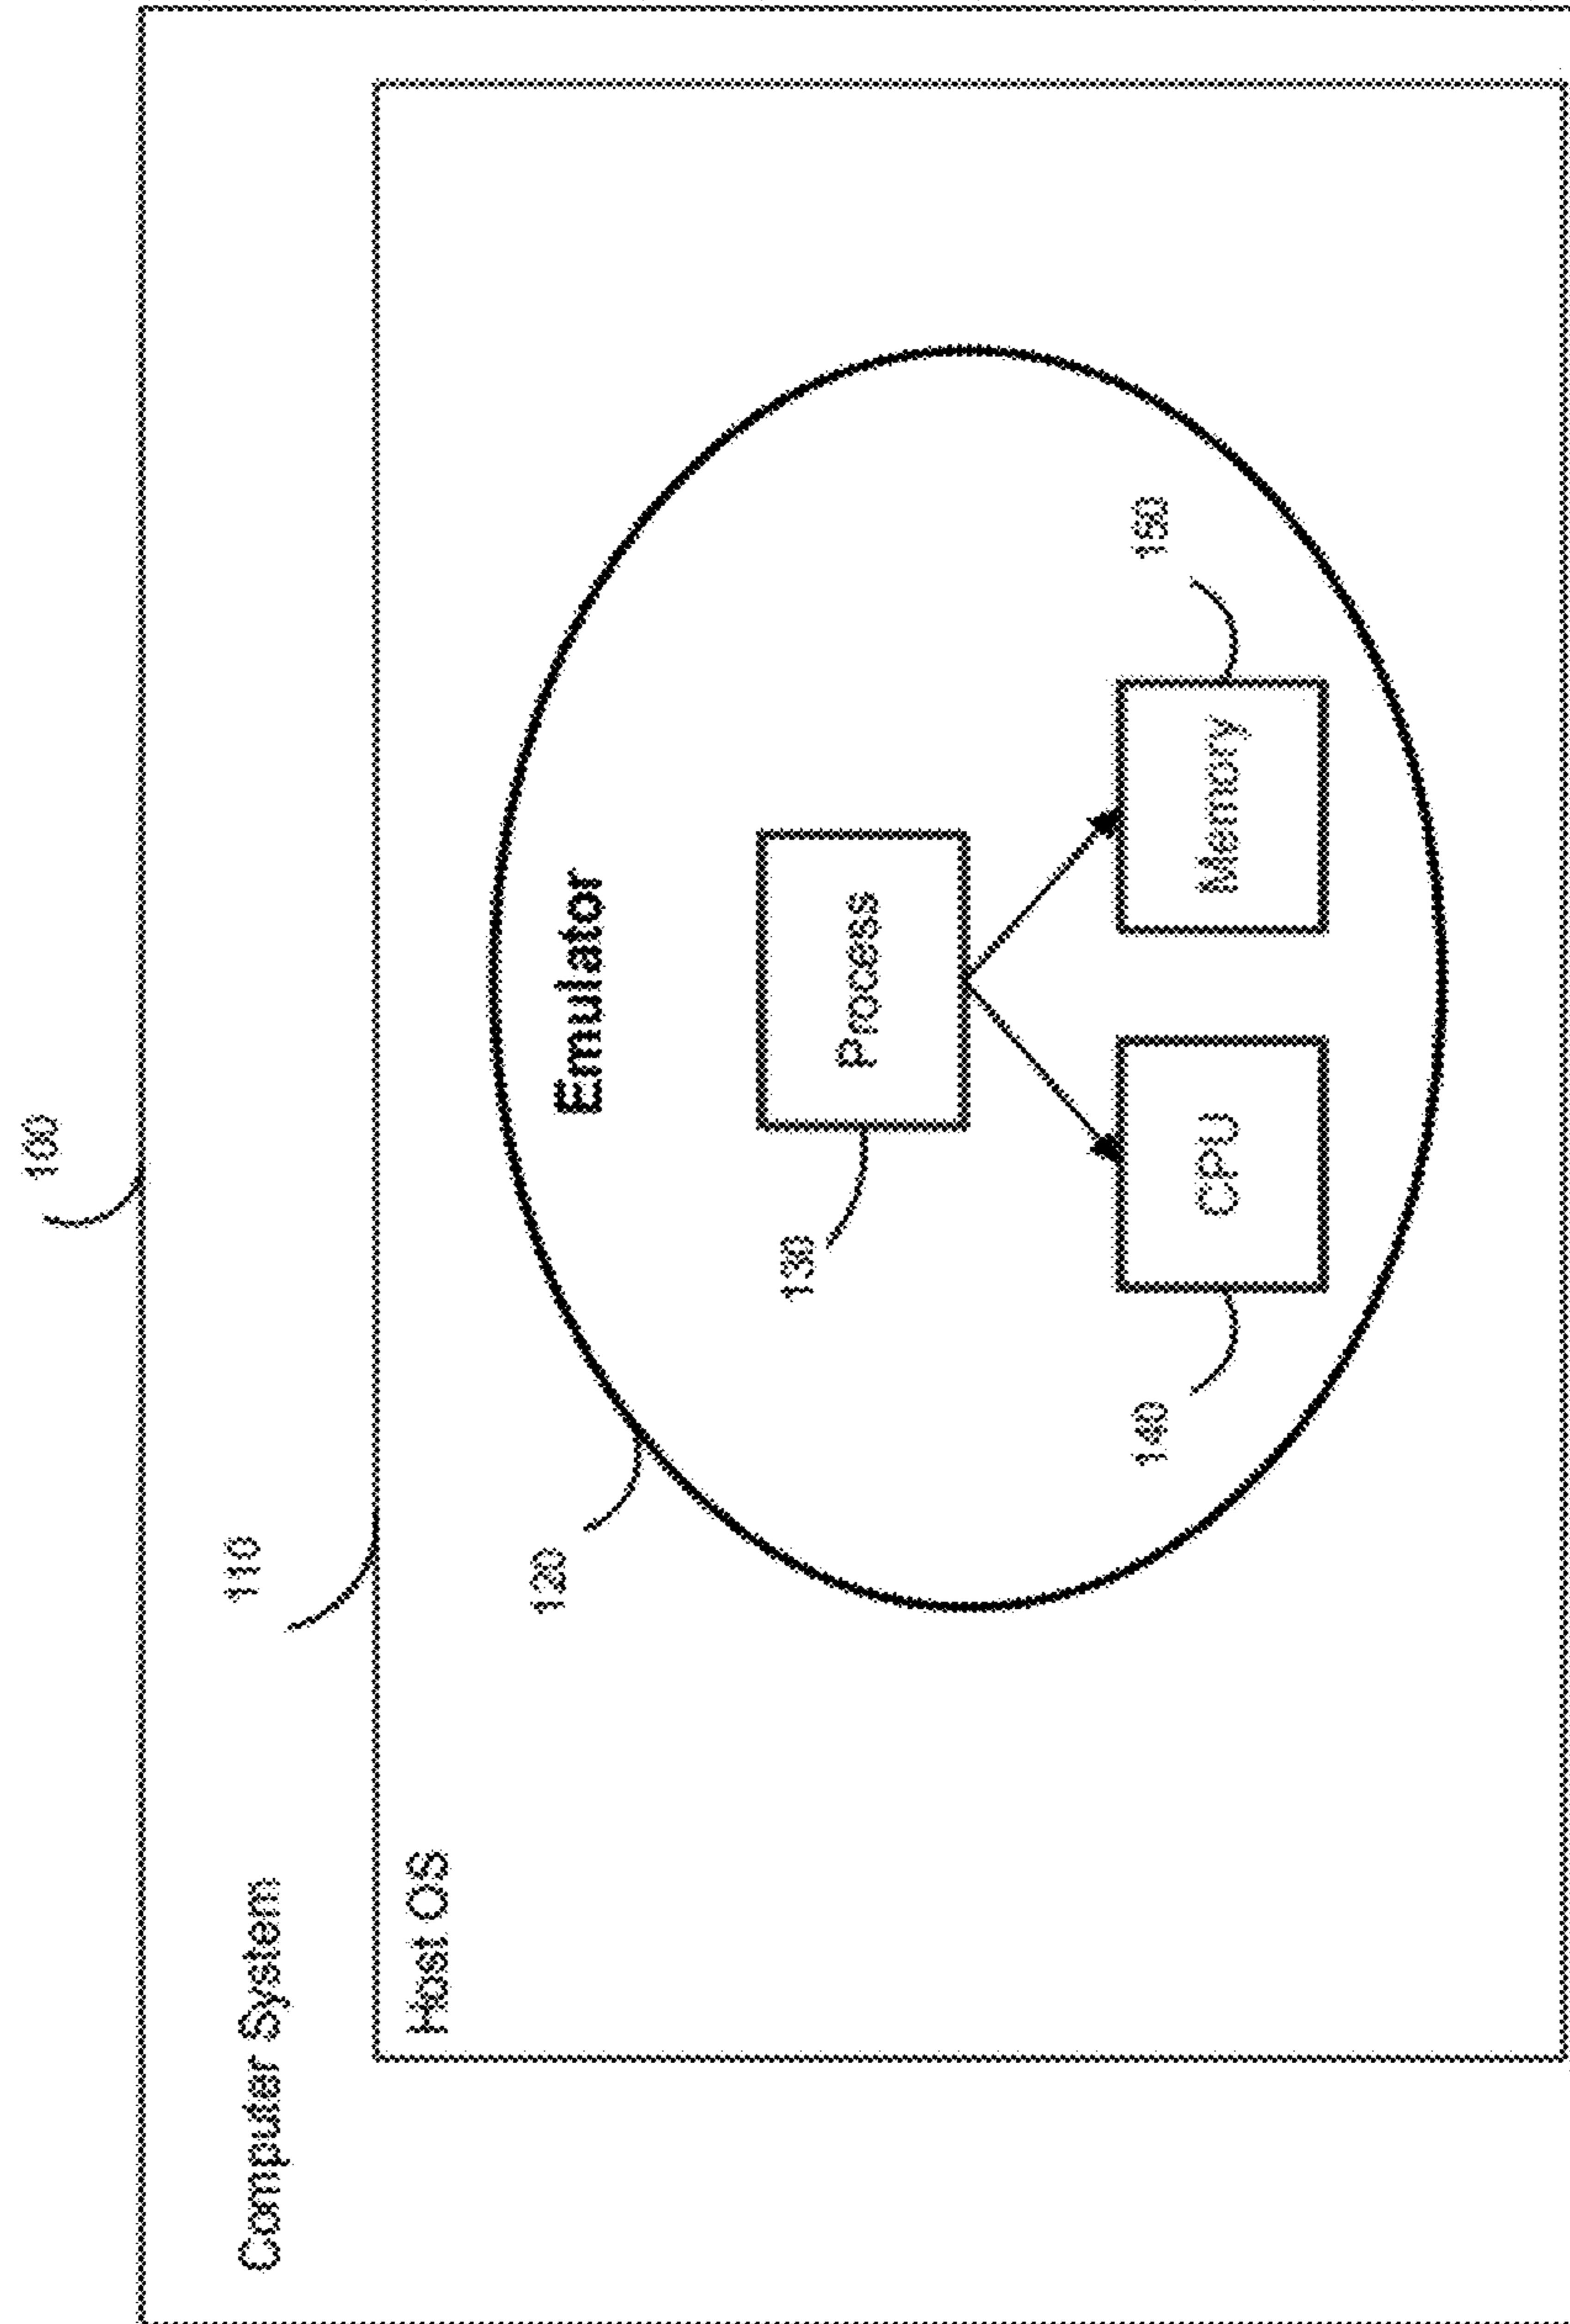 100
Computer System
110
Host OS
120
Emulator
130
Process
140
CPU
Memory
150